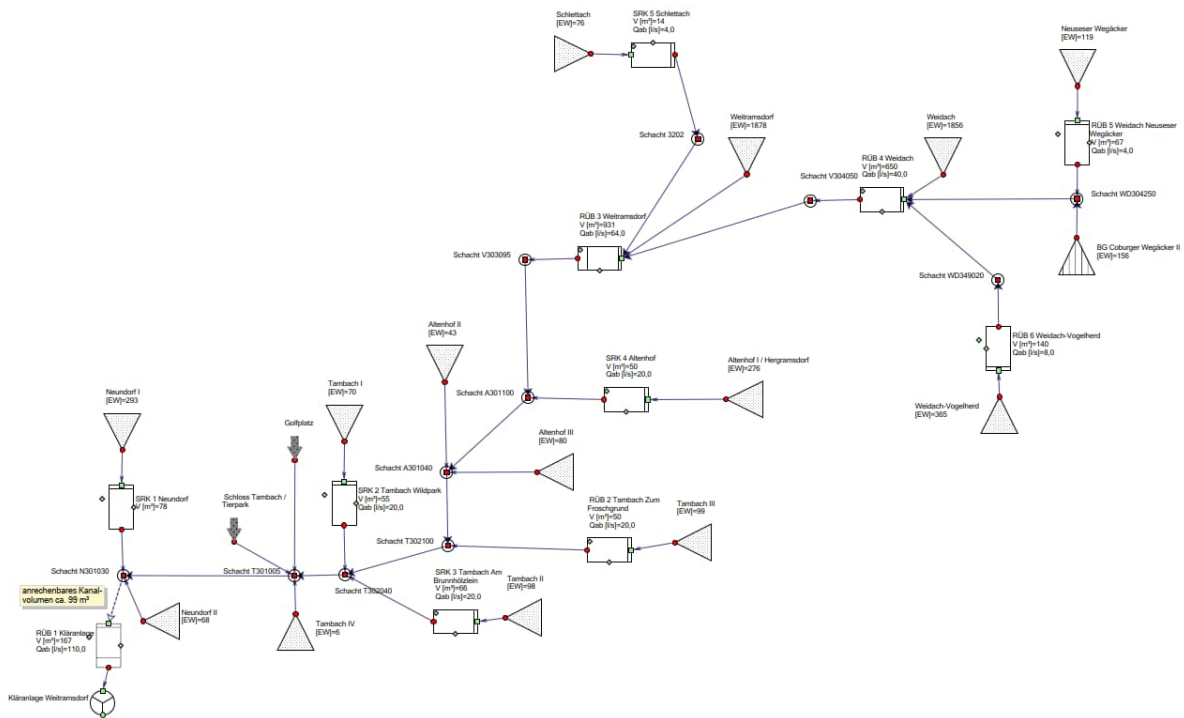 Schlettach
[EW]=76
SRK 5 Schlettach
V [m³]=14
Qab [l/s]=4,0
Neuseser Wegäcker
[EW]=119
Schacht 3202
Weitramsdorf
[EW]=1878
Weidach
[EW]=1856
RÜB 5 Weidach Neuseser
Wegäcker
V [m³]=67
Qab [l/s]=4,0
RÜB 4 Weidach
V [m³]=650
Qab [l/s]=40,0
Schacht V304050
Schacht WD304250
RÜB 3 Weitramsdorf
V [m³]=931
Qab [l/s]=64,0
Schacht V303095
BG Coburger Wegäcker II
[EW]=156
Schacht WD349020
Altenhof II
[EW]=43
RÜB 6 Weidach-Vogelherd
V [m³]=140
Qab [l/s]=8,0
SRK 4 Altenhof
V [m³]=50
Qab [l/s]=20,0
Altenhof I / Hergramsdorf
[EW]=276
Neundorf I
[EW]=293
Tambach I
[EW]=70
Schacht A301100
Weidach-Vogelherd
[EW]=365
Golfplatz
Altenhof III
[EW]=80
Schacht A301040
SRK 1 Neundorf
V [m³]=78
Schloss Tambach /
Tierpark
SRK 2 Tambach Wildpark
V [m³]=55
Qab [l/s]=20,0
RÜB 2 Tambach Zum
Froschgrund
V [m³]=50
Qab [l/s]=20,0
Tambach III
[EW]=99
Schacht T302100
Schacht N301030
Schacht T301005
Schacht T302040
SRK 3 Tambach Am
Brunnhölzlein
V [m³]=66
Qab [l/s]=20,0
Tambach II
[EW]=98
anrechenbares Kanal-
volumen ca. 99 m³
Neundorf II
[EW]=68
Tambach IV
[EW]=6
RÜB 1 Kläranlage
V [m³]=167
Qab [l/s]=110,0
Kläranlage Weitramsdorf